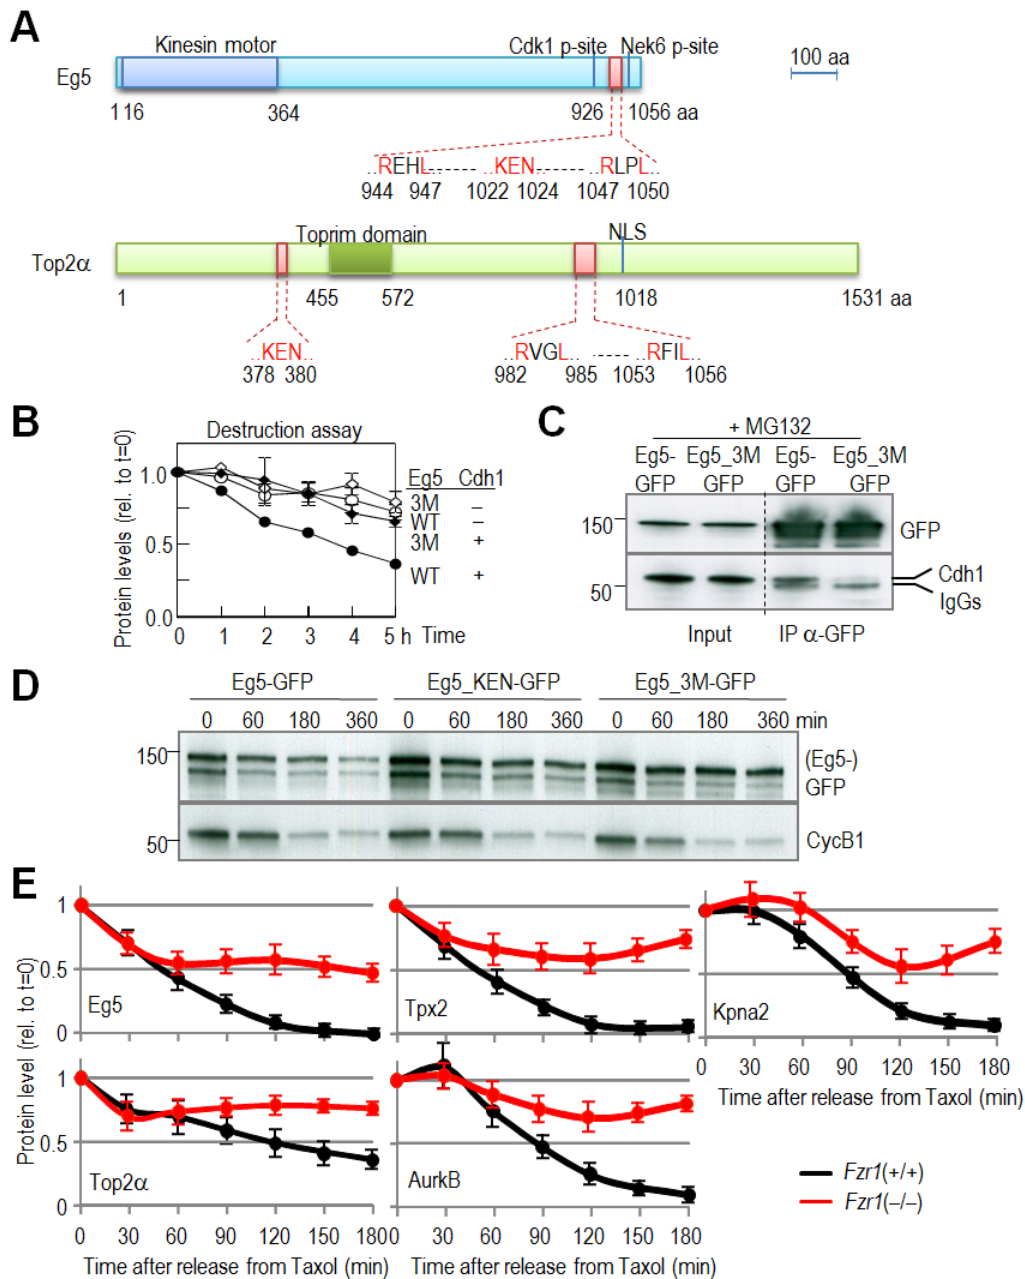 A
Kinesin motor
Cdk1 p-site
Nek6 p-site
100 aa
Eg5
1 16 364 926 1056 aa
..REHL------..KEN------..RLPL..
944 947 1022 1024 1047 1050
Toprim domain
NLS
Top2α
1 455 572 1018 1531 aa
..KEN..
378 380
..RVGL.. -----..RFIL..
982 985 1053 1056
B
Destruction assay
Protein levels (rel. to t=0)
1.0
0.5
0.0
0 1 2 3 4 5 h Time
Eg5 Cdh1
3M –
WT –
3M +
WT +
C
+ MG132
Eg5-GFP
Eg5_3M GFP
Eg5-GFP
Eg5_3M GFP
150
GFP
50
Cdh1
IgGs
Input
IP α-GFP
D
Eg5-GFP Eg5_KEN-GFP Eg5_3M-GFP
0 60 180 360 0 60 180 360 0 60 180 360 min
150
(Eg5-)
GFP
50
CycB1
E
Protein level (rel. to t=0)
1
0.5
0
Eg5
Tpx2
Kpna2
0 30 60 90 120 150 180
Time after release from Taxol (min)
1
0.5
0
Top2α
AurkB
0 30 60 90 120 150 180
Time after release from Taxol (min)
0 30 60 90 120 150 180
Time after release from Taxol (min)
Fzr1(+/+)
Fzr1(–/–)